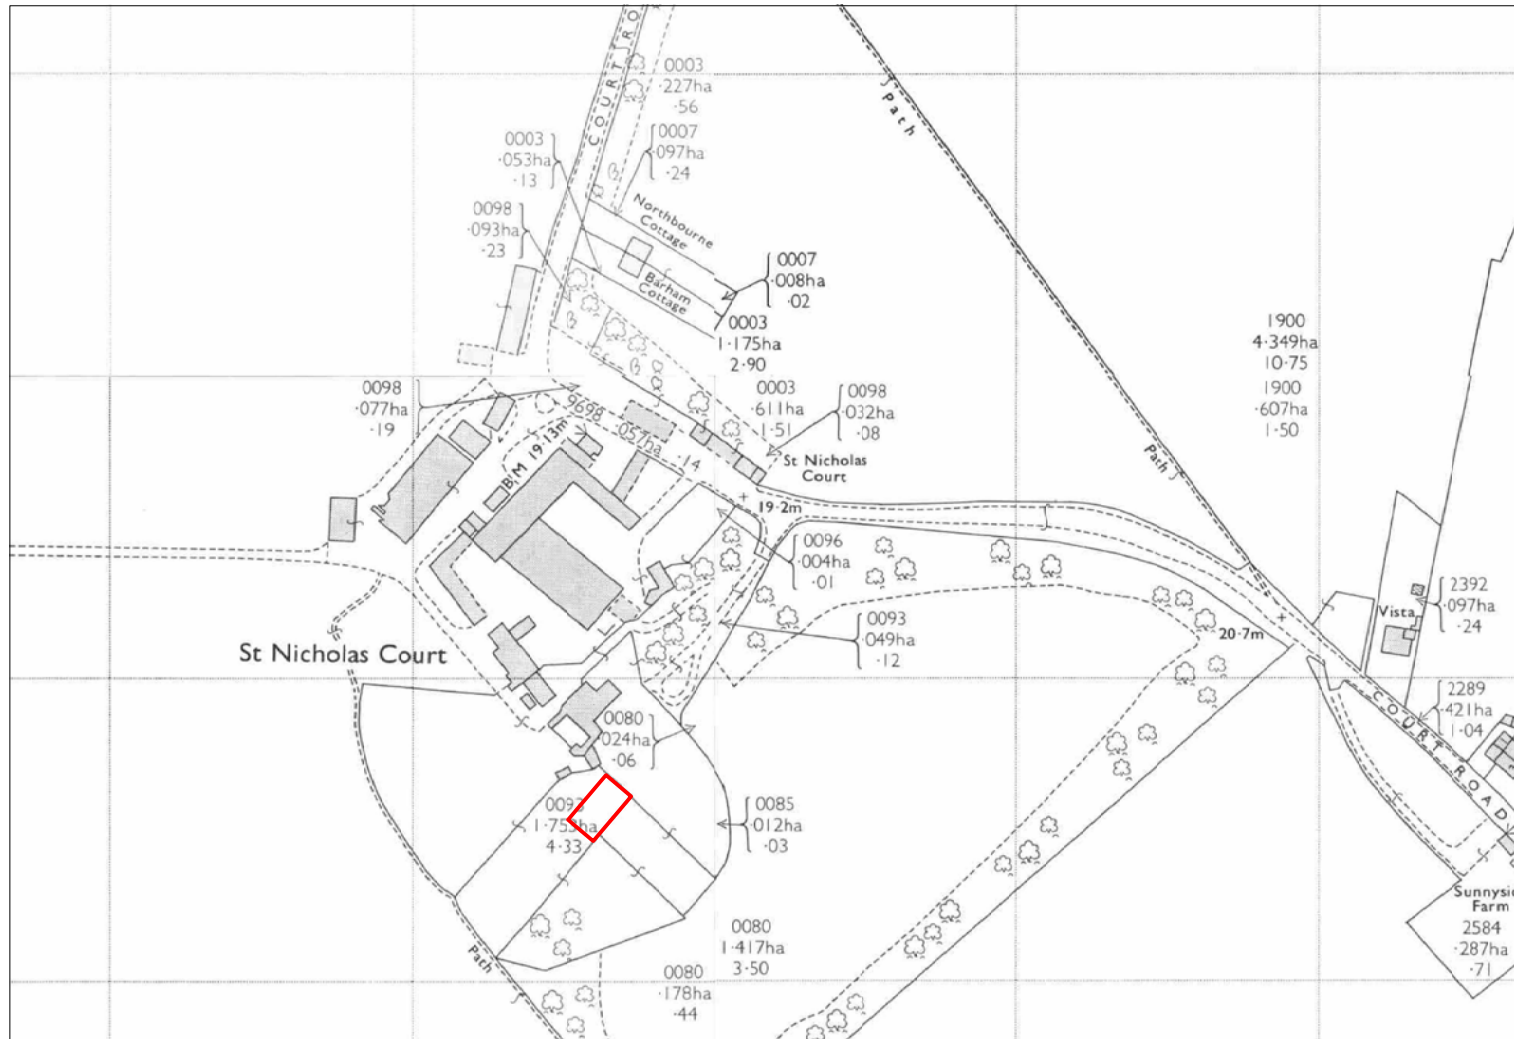 COURT RO
0003
·227ha
·56
0007
·097ha
·24
0003
·053ha
·13
0098
·093ha
·23
Northbourne
Cottage
Barham
Cottage
0007
·008ha
·02
0003
1·175ha
2·90
Path
1900
4·349ha
10·75
1900
·607ha
1·50
0098
·077ha
·19
9698
·057ha
·14
BM 19·13m
0003
·611ha
1·51
0098
·032ha
·08
St Nicholas
Court
Path
19·2m
0096
·004ha
·01
0093
·049ha
·12
St Nicholas Court
20·7m
Vista
2392
·097ha
·24
2289
·421ha
1·04
COURT ROAD
0080
·024ha
·06
0093
1·753ha
4·33
0085
·012ha
·03
Path
0080
1·417ha
3·50
0080
·178ha
·44
Sunnysid
Farm
2584
·287ha
·71